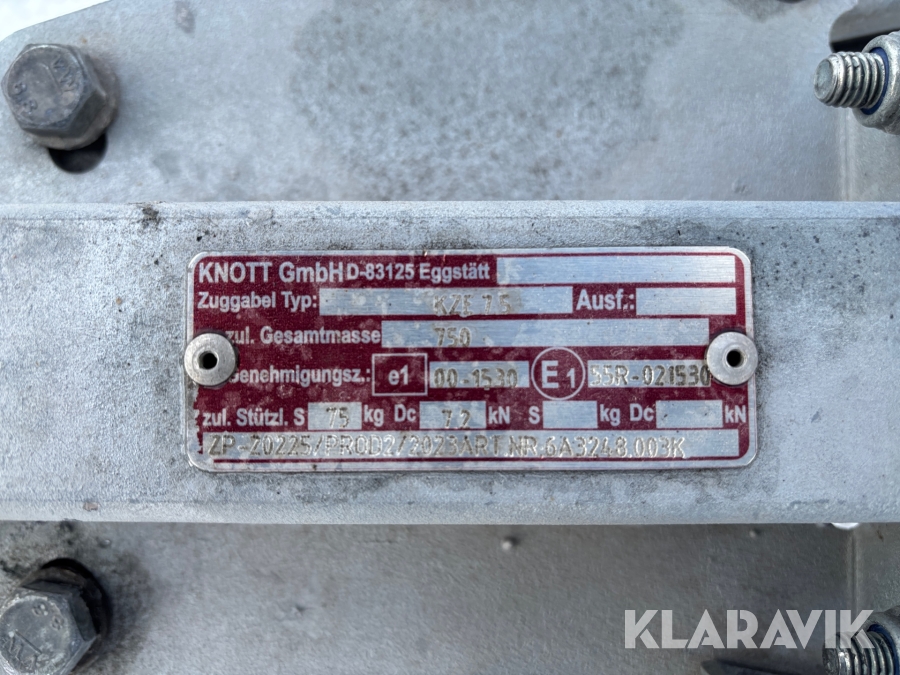 KNOTT GmbH D-83125 Eggstätt
Zuggabel Typ: KZF 7.5 Ausf.:
zul. Gesamtmasse 750
Genehmigungsz.: e1 00-1530 E1 55R-021530
zul. Stützl. S 75 kg Dc 7,2 kN S kg Dc kN
ZP-20225/PROD2/2023ART.NR.6A3248.003K
KLARAVIK